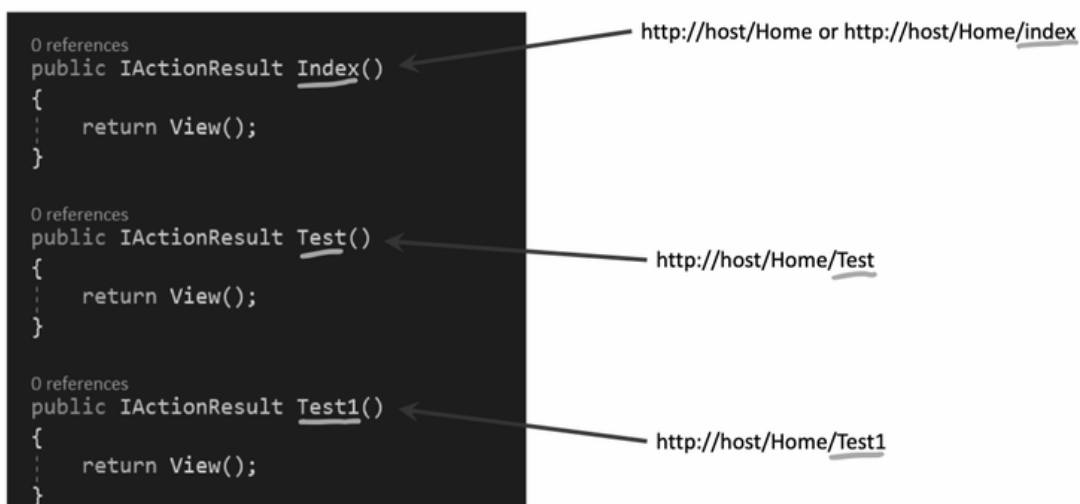 0 references
public IActionResult Index()
{
return View();
}
0 references
public IActionResult Test()
{
return View();
}
0 references
public IActionResult Test1()
{
return View();
}
http://host/Home or http://host/Home/index
http://host/Home/Test
http://host/Home/Test1